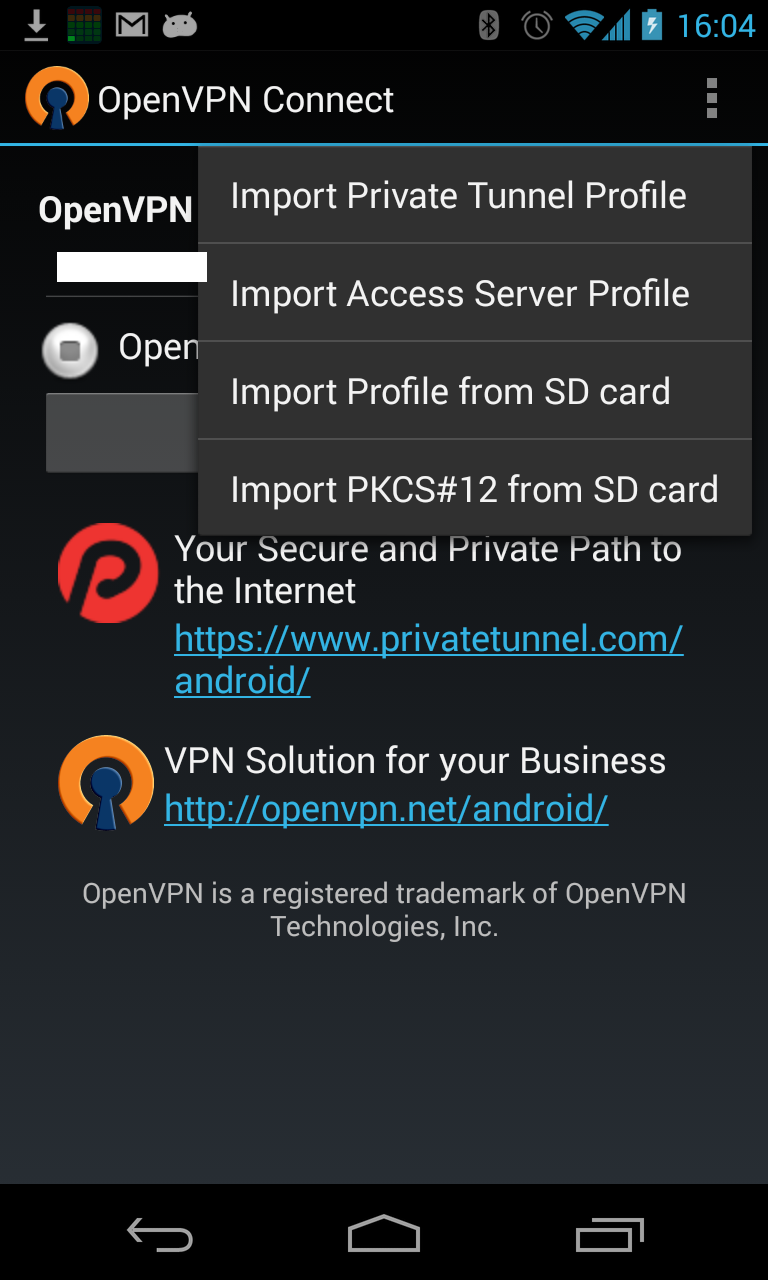 16:04
OpenVPN Connect
Import Private Tunnel Profile
OpenVPN
Import Access Server Profile
Open
Import Profile from SD card
Import PKCS#12 from SD card
Your Secure and Private Path to
the Internet
https://www.privatetunnel.com/
android/
VPN Solution for your Business
http://openvpn.net/android/
OpenVPN is a registered trademark of OpenVPN
Technologies, Inc.